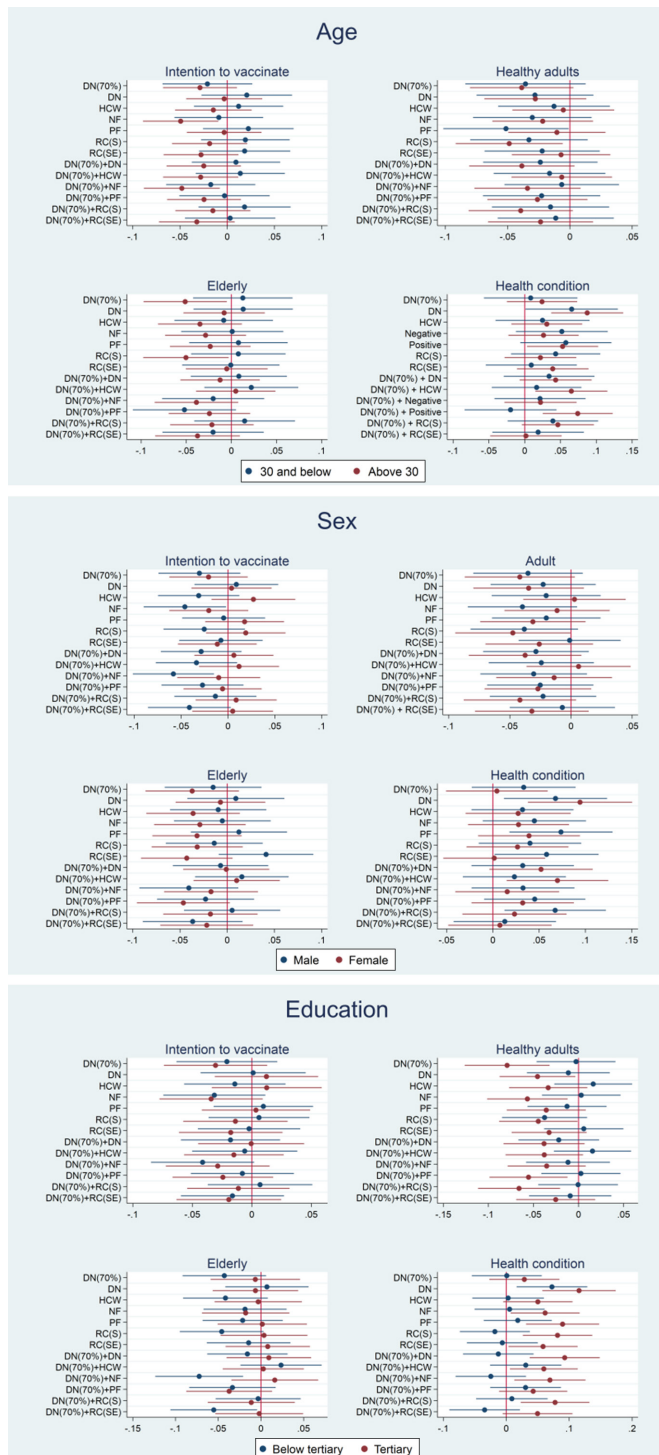 Age
Intention to vaccinate
DN(70%)
DN
HCW
NF
PF
RC(S)
RC(SE)
DN(70%)+DN
DN(70%)+HCW
DN(70%)+NF
DN(70%)+PF
DN(70%)+RC(S)
DN(70%)+RC(SE)
-.1 -.05 0 .05 .1
Healthy adults
DN(70%)
DN
HCW
NF
PF
RC(S)
RC(SE)
DN(70%)+DN
DN(70%)+HCW
DN(70%)+NF
DN(70%)+PF
DN(70%)+RC(S)
DN(70%)+RC(SE)
-.1 -.05 0 .05
Elderly
DN(70%)
DN
HCW
NF
PF
RC(S)
RC(SE)
DN(70%)+DN
DN(70%)+HCW
DN(70%)+NF
DN(70%)+PF
DN(70%)+RC(S)
DN(70%)+RC(SE)
-.1 -.05 0 .05 .1
Health condition
DN(70%)
DN
HCW
Negative
Positive
RC(S)
RC(SE)
DN(70%) + DN
DN(70%) + HCW
DN(70%) + Negative
DN(70%) + Positive
DN(70%) + RC(S)
DN(70%) + RC(SE)
-.1 -.05 0 .05 .1 .15
30 and below Above 30
Sex
Intention to vaccinate
DN(70%)
DN
HCW
NF
PF
RC(S)
RC(SE)
DN(70%)+DN
DN(70%)+HCW
DN(70%)+NF
DN(70%)+PF
DN(70%)+RC(S)
DN(70%)+RC(SE)
-.1 -.05 0 .05 .1
Adult
DN(70%)
DN
HCW
NF
PF
RC(S)
RC(SE)
DN(70%)+DN
DN(70%)+HCW
DN(70%)+NF
DN(70%)+PF
DN(70%)+RC(S)
DN(70%) + RC(SE)
-.1 -.05 0 .05
Elderly
DN(70%)
DN
HCW
NF
PF
RC(S)
RC(SE)
DN(70%)+DN
DN(70%)+HCW
DN(70%)+NF
DN(70%)+PF
DN(70%)+RC(S)
DN(70%)+RC(SE)
-.1 -.05 0 .05 .1
Health condition
DN(70%)
DN
HCW
NF
PF
RC(S)
RC(SE)
DN(70%)+DN
DN(70%)+HCW
DN(70%)+NF
DN(70%)+PF
DN(70%)+RC(S)
DN(70%)+RC(SE)
-.05 0 .05 .1 .15
Male Female
Education
Intention to vaccinate
DN(70%)
DN
HCW
NF
PF
RC(S)
RC(SE)
DN(70%)+DN
DN(70%)+HCW
DN(70%)+NF
DN(70%)+PF
DN(70%)+RC(S)
DN(70%)+RC(SE)
-.1 -.05 0 .05
Healthy adults
DN(70%)
DN
HCW
NF
PF
RC(S)
RC(SE)
DN(70%)+DN
DN(70%)+HCW
DN(70%)+NF
DN(70%)+PF
DN(70%)+RC(S)
DN(70%)+RC(SE)
-.15 -.1 -.05 0 .05
Elderly
DN(70%)
DN
HCW
NF
PF
RC(S)
RC(SE)
DN(70%)+DN
DN(70%)+HCW
DN(70%)+NF
DN(70%)+PF
DN(70%)+RC(S)
DN(70%)+RC(SE)
-.15 -.1 -.05 0 .05
Health condition
DN(70%)
DN
HCW
NF
PF
RC(S)
RC(SE)
DN(70%)+DN
DN(70%)+HCW
DN(70%)+NF
DN(70%)+PF
DN(70%)+RC(S)
DN(70%)+RC(SE)
-.1 0 .1 .2
Below tertiary Tertiary